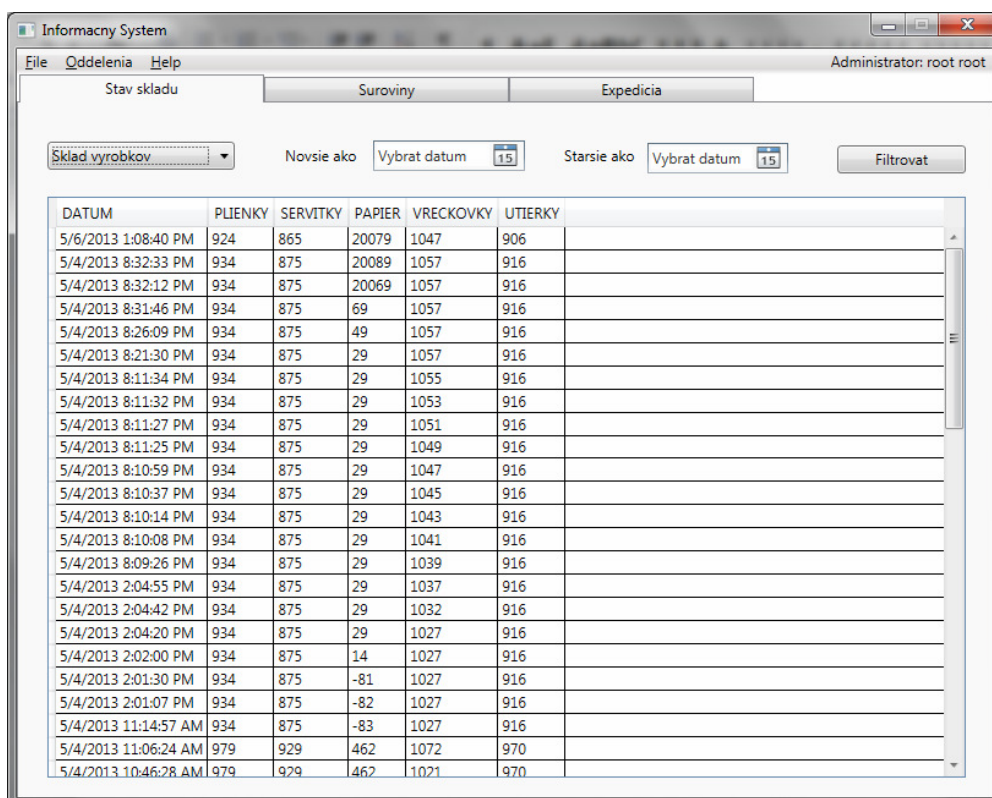 Informacny System
File Oddelenia Help Administrator: root root
Stav skladu Suroviny Expedicia
Sklad vyrobkov Novsie ako Vybrat datum 15 Starsie ako Vybrat datum 15 Filtrovat
DATUM PLIENKY SERVITKY PAPIER VRECKOVKY UTIERKY
5/6/2013 1:08:40 PM 924 865 20079 1047 906
5/4/2013 8:32:33 PM 934 875 20089 1057 916
5/4/2013 8:32:12 PM 934 875 20069 1057 916
5/4/2013 8:31:46 PM 934 875 69 1057 916
5/4/2013 8:26:09 PM 934 875 49 1057 916
5/4/2013 8:21:30 PM 934 875 29 1057 916
5/4/2013 8:11:34 PM 934 875 29 1055 916
5/4/2013 8:11:32 PM 934 875 29 1053 916
5/4/2013 8:11:27 PM 934 875 29 1051 916
5/4/2013 8:11:25 PM 934 875 29 1049 916
5/4/2013 8:10:59 PM 934 875 29 1047 916
5/4/2013 8:10:37 PM 934 875 29 1045 916
5/4/2013 8:10:14 PM 934 875 29 1043 916
5/4/2013 8:10:08 PM 934 875 29 1041 916
5/4/2013 8:09:26 PM 934 875 29 1039 916
5/4/2013 2:04:55 PM 934 875 29 1037 916
5/4/2013 2:04:42 PM 934 875 29 1032 916
5/4/2013 2:04:20 PM 934 875 29 1027 916
5/4/2013 2:02:00 PM 934 875 14 1027 916
5/4/2013 2:01:30 PM 934 875 -81 1027 916
5/4/2013 2:01:07 PM 934 875 -82 1027 916
5/4/2013 11:14:57 AM 934 875 -83 1027 916
5/4/2013 11:06:24 AM 979 929 462 1072 970
5/4/2013 10:46:28 AM 979 929 462 1021 970